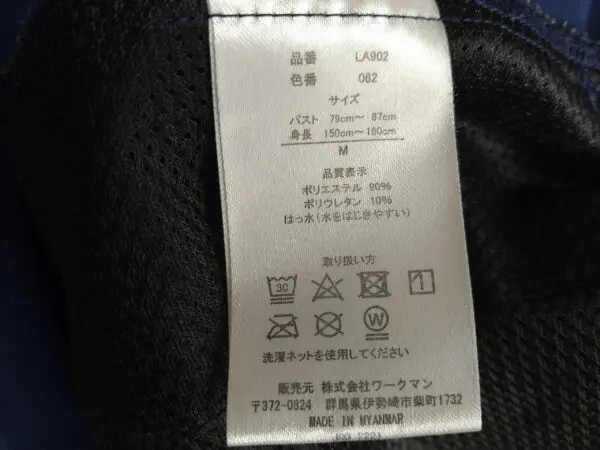 品番 LA902
色番 062
サイズ
バスト 79cm～ 87cm
身長 150cm～160cm
M
品質表示
ポリエステル 90%
ポリウレタン 10%
はっ水(水をはじきやすい)
取り扱い方
30
W
洗濯ネットを使用してください
販売元 株式会社ワークマン
〒372-0824 群馬県伊勢崎市柴町1732
MADE IN MYANMAR